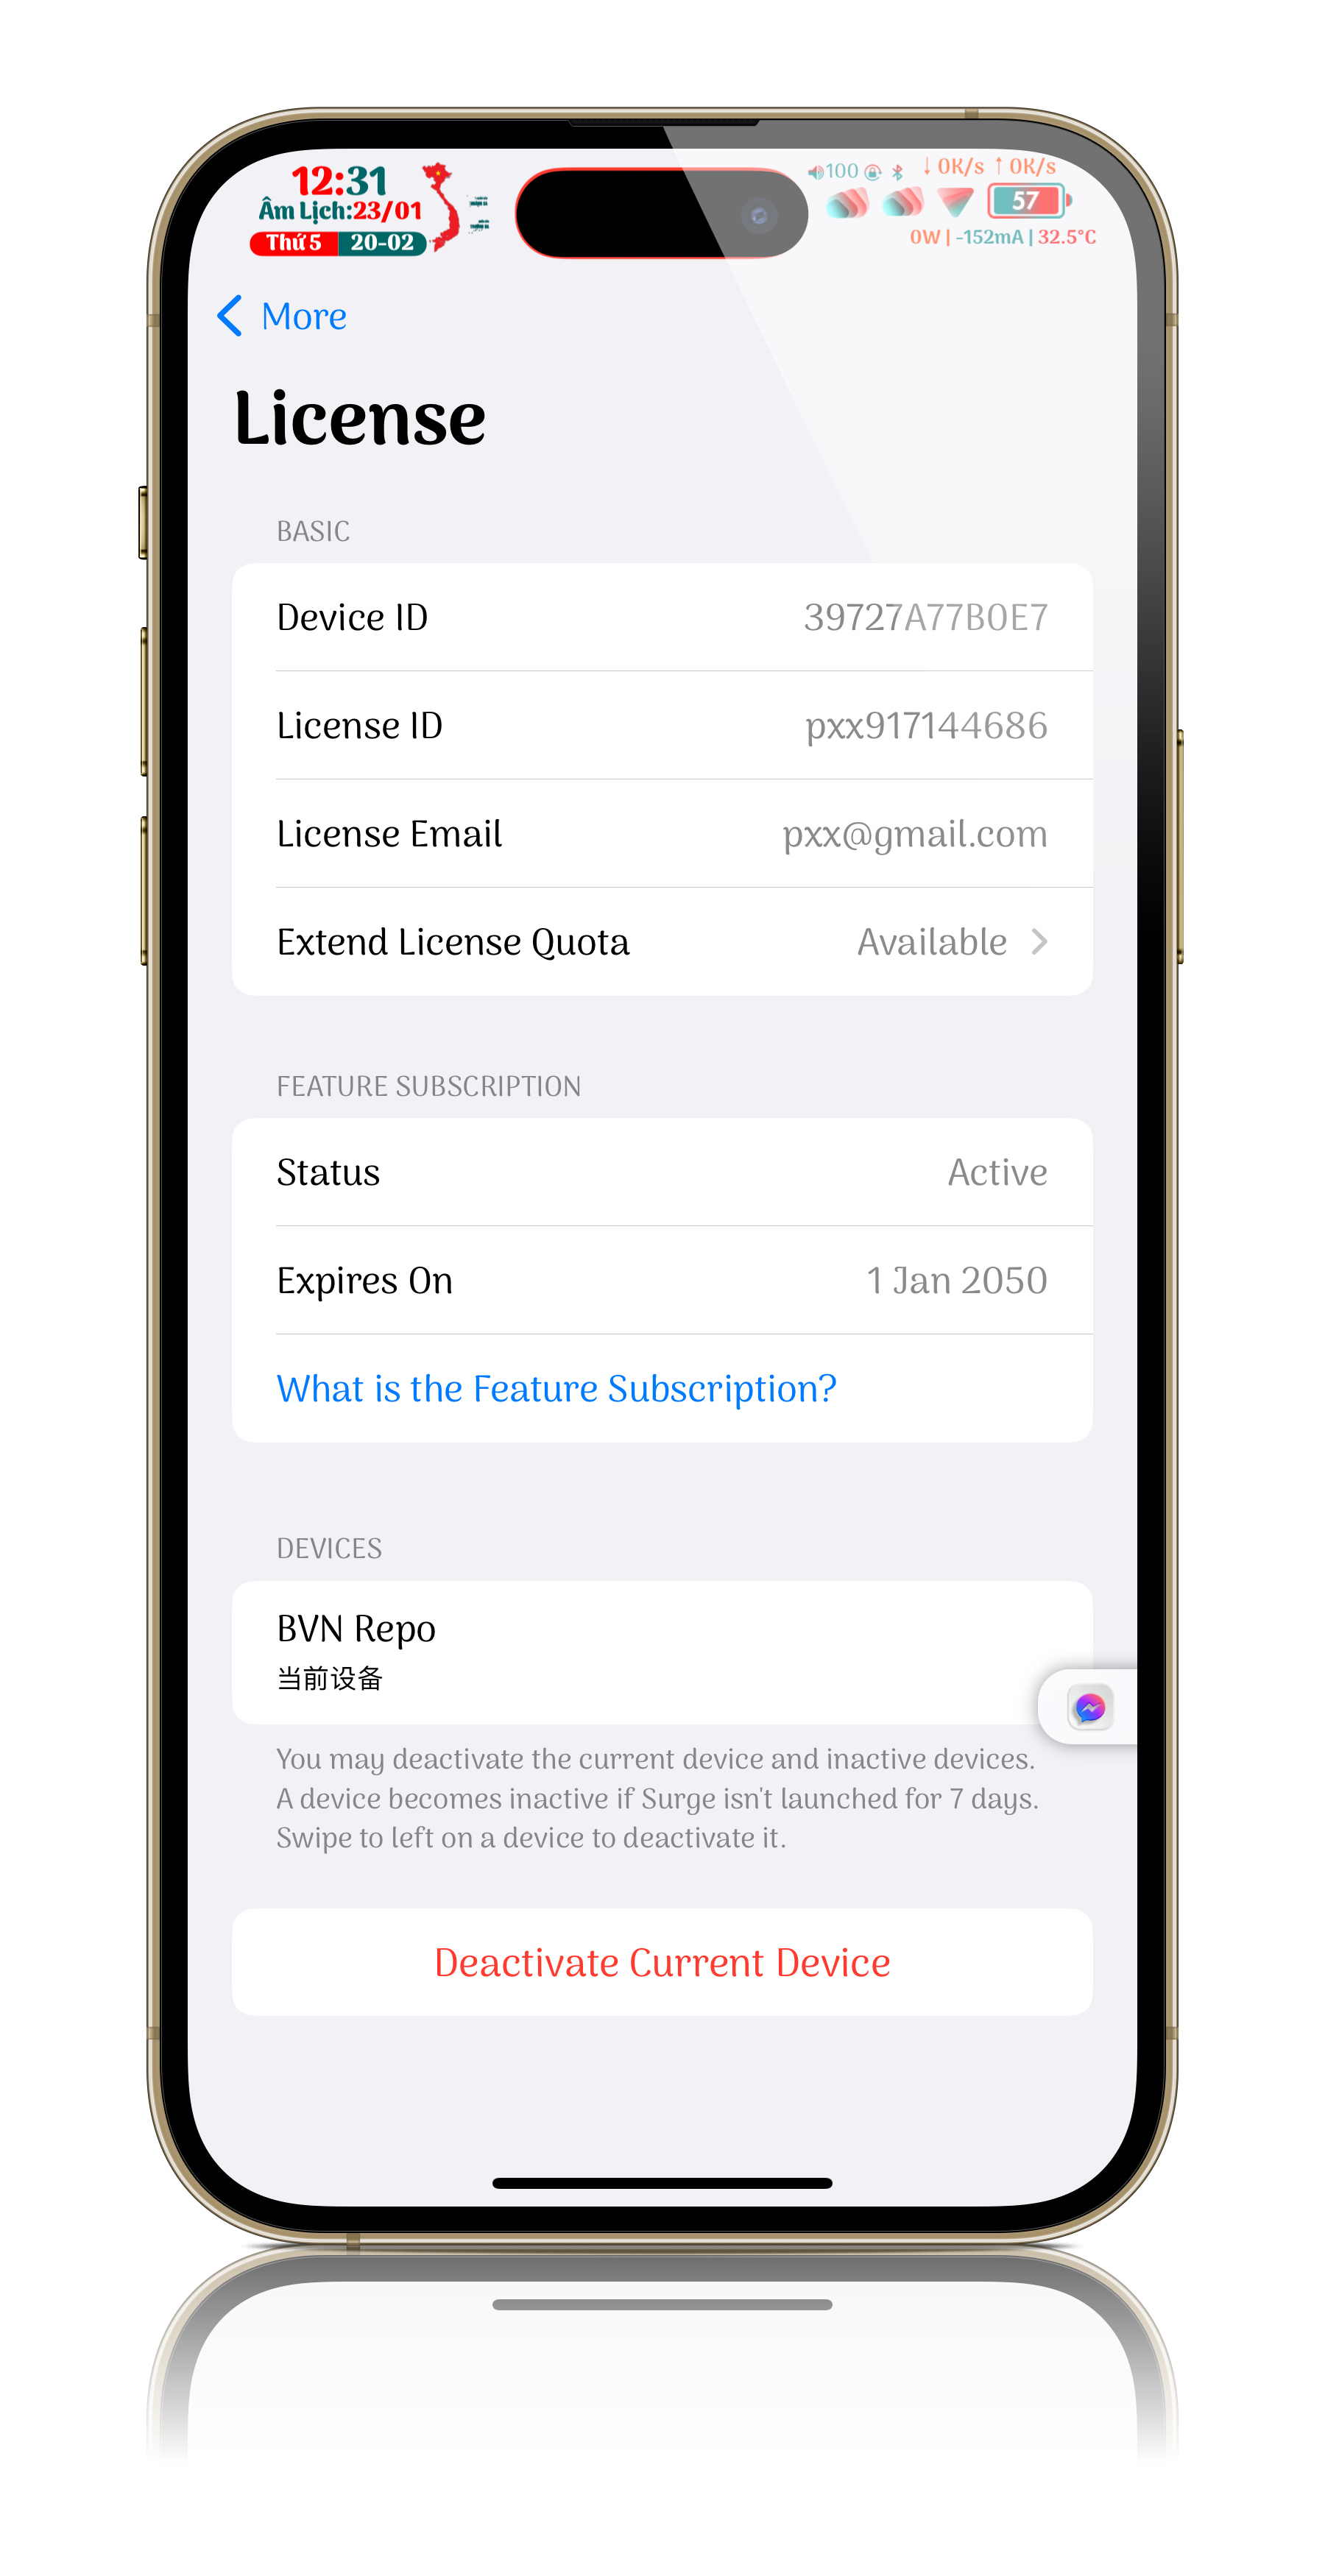 12:31
Âm Lịch:23/01
Thứ 5 20-02
100 ↓ 0K/s ↑ 0K/s
57
0W | -152mA | 32.5°C
More
License
BASIC
Device ID 39727A77B0E7
License ID pxx917144686
License Email pxx@gmail.com
Extend License Quota Available
FEATURE SUBSCRIPTION
Status Active
Expires On 1 Jan 2050
What is the Feature Subscription?
DEVICES
BVN Repo
当前设备
You may deactivate the current device and inactive devices.
A device becomes inactive if Surge isn't launched for 7 days.
Swipe to left on a device to deactivate it.
Deactivate Current Device